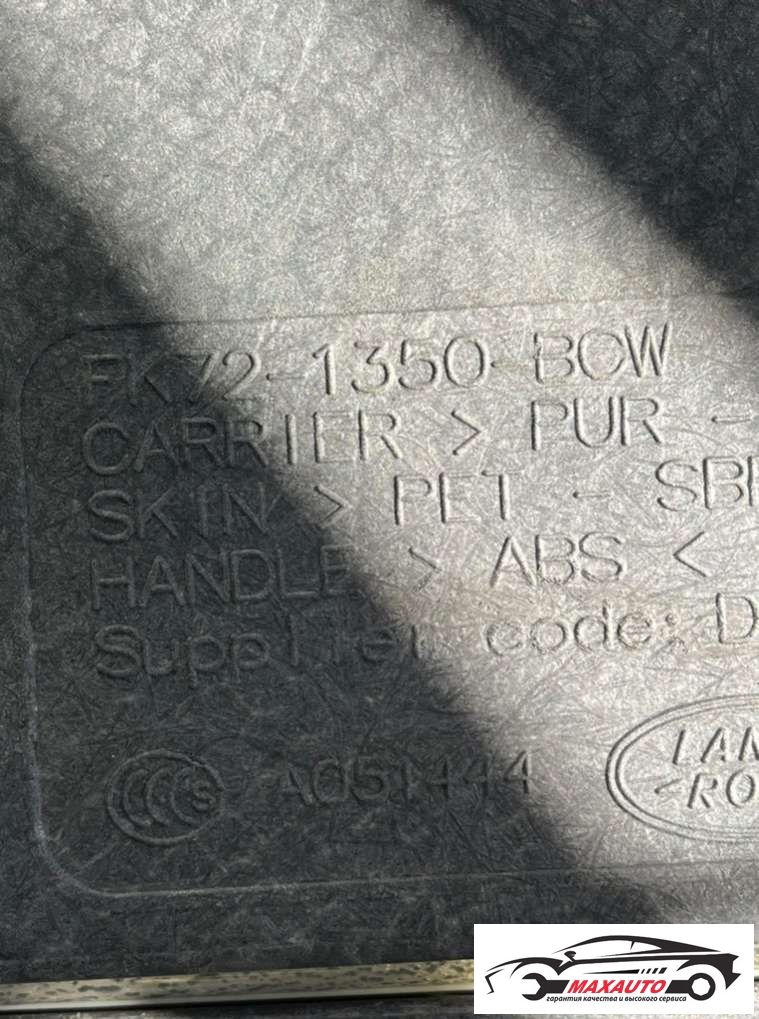 FK72-1350-BCW
CARRIER > PUR -
SKIN > PET - SB
HANDLE > ABS <
Supplier code: D
CCC S A051444
LAN
RO
MAXAUTO
гарантия качества и высокого сервиса